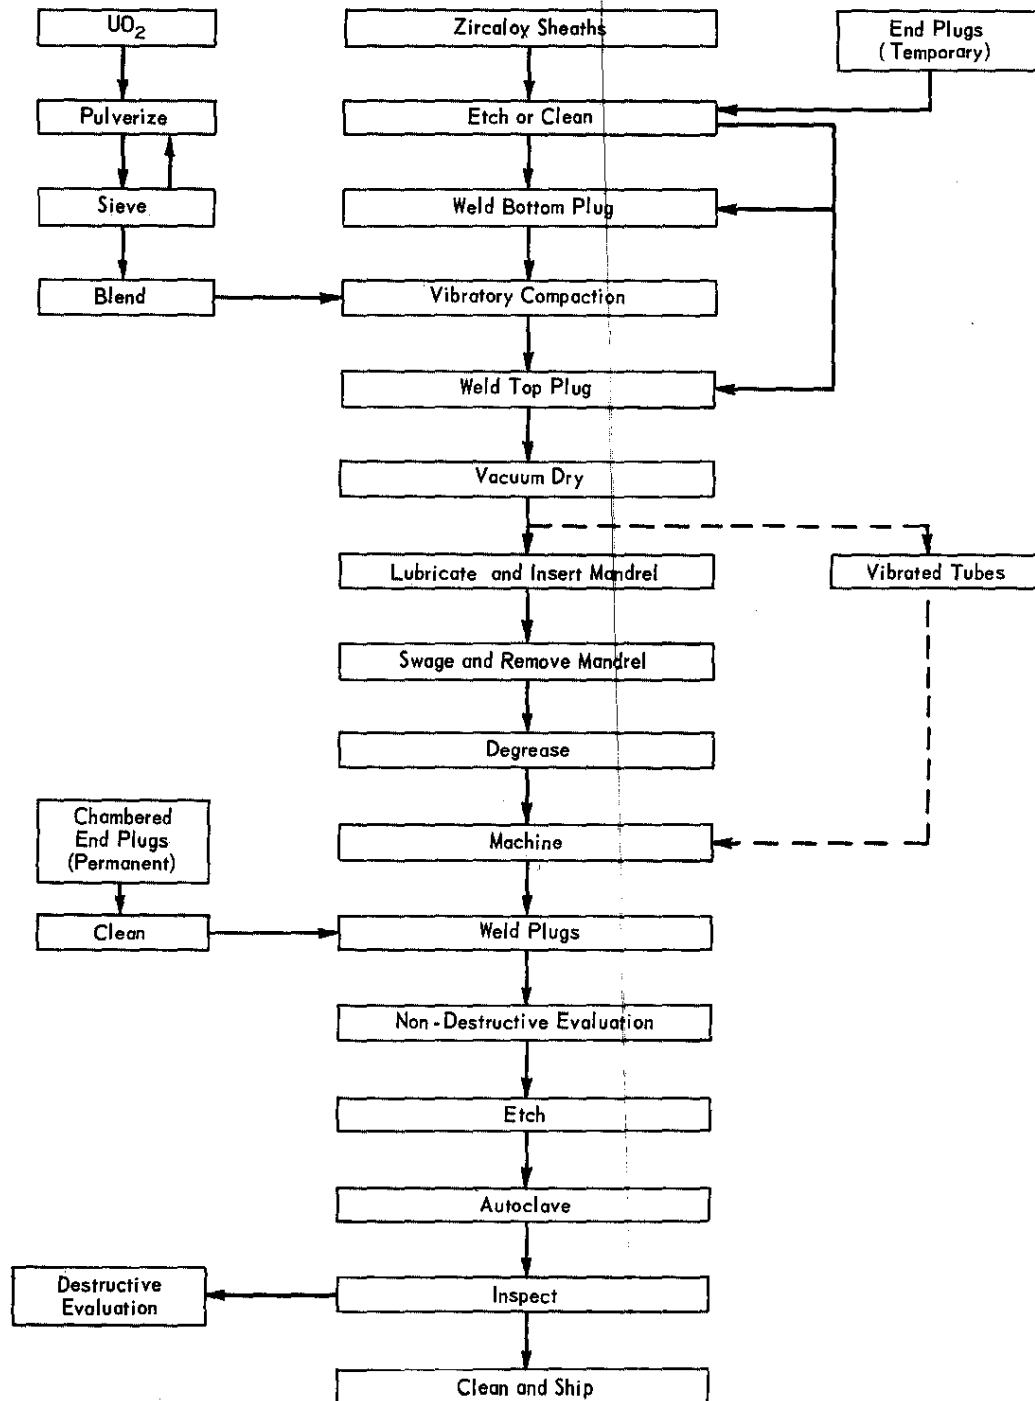 UO₂
Zircaloy Sheaths
End Plugs
(Temporary)
Pulverize
Etch or Clean
Sieve
Weld Bottom Plug
Blend
Vibratory Compaction
Weld Top Plug
Vacuum Dry
Lubricate and Insert Mandrel
Vibrated Tubes
Swage and Remove Mandrel
Degrease
Chambered
End Plugs
(Permanent)
Machine
Clean
Weld Plugs
Non-Destructive Evaluation
Etch
Autoclave
Destructive
Evaluation
Inspect
Clean and Ship